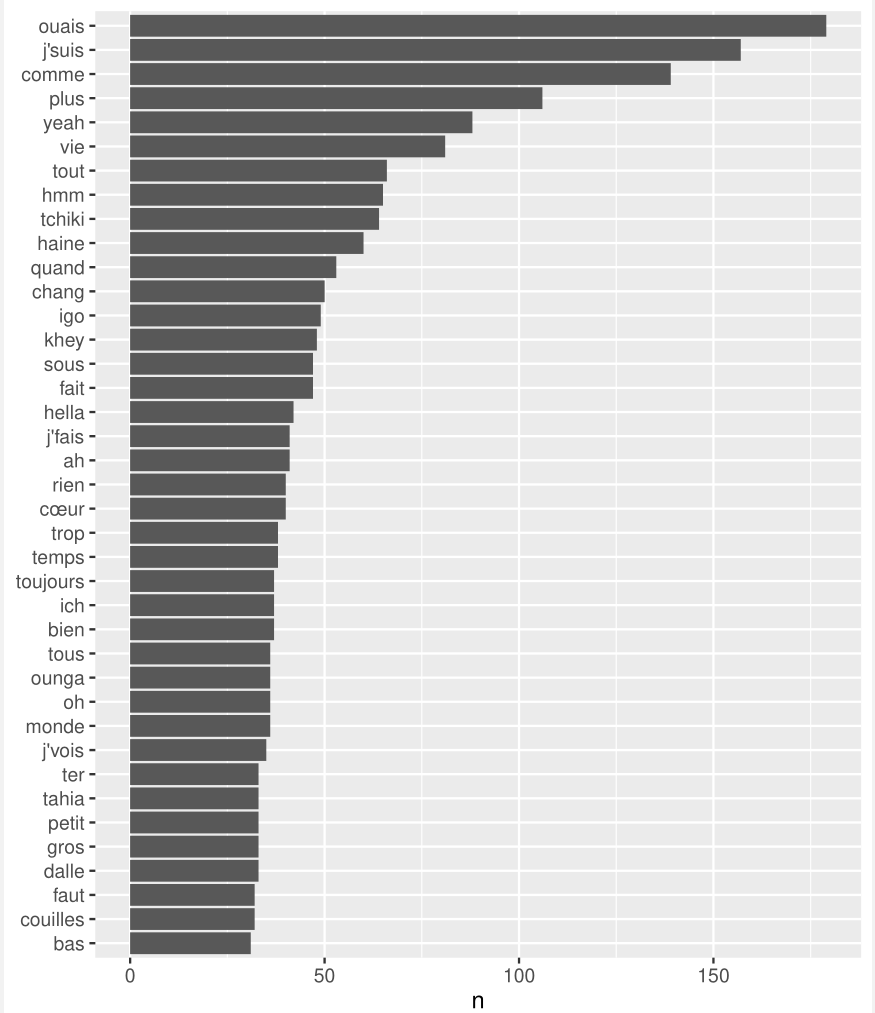 ouais
j'suis
comme
plus
yeah
vie
tout
hmm
tchiki
haine
quand
chang
igo
khey
sous
fait
hella
j'fais
ah
rien
cœur
trop
temps
toujours
ich
bien
tous
ounga
oh
monde
j'vois
ter
tahia
petit
gros
dalle
faut
couilles
bas
0 50 100 150
n